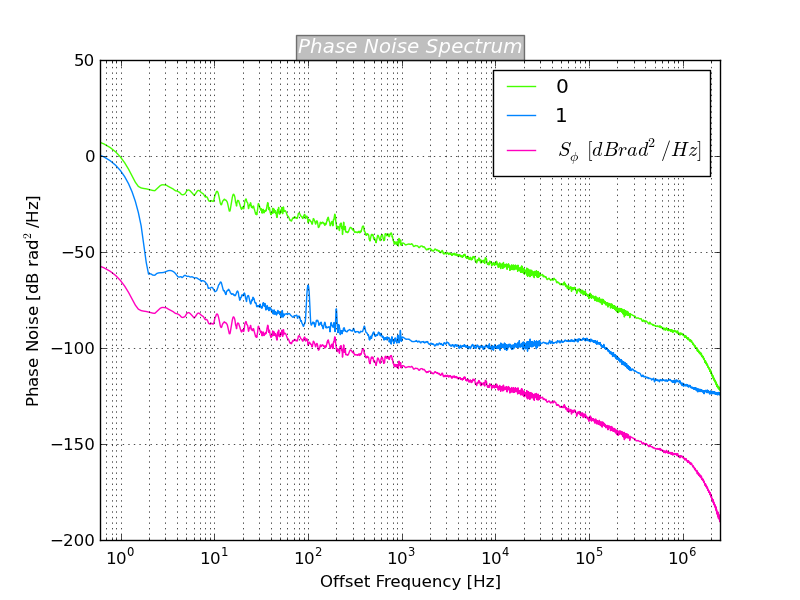 Phase Noise Spectrum
50
0
−50
−100
−150
−200
Phase Noise [dB rad² /Hz]
0
1
S_ϕ [dBrad² /Hz]
10⁰ 10¹ 10² 10³ 10⁴ 10⁵ 10⁶
Offset Frequency [Hz]